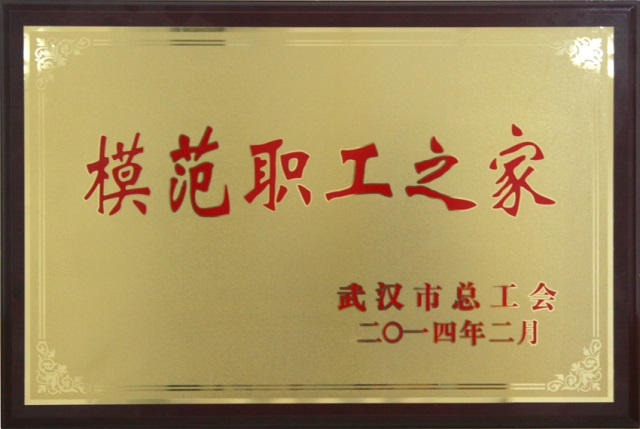 模范职工之家
武汉市总工会
二〇一四年二月